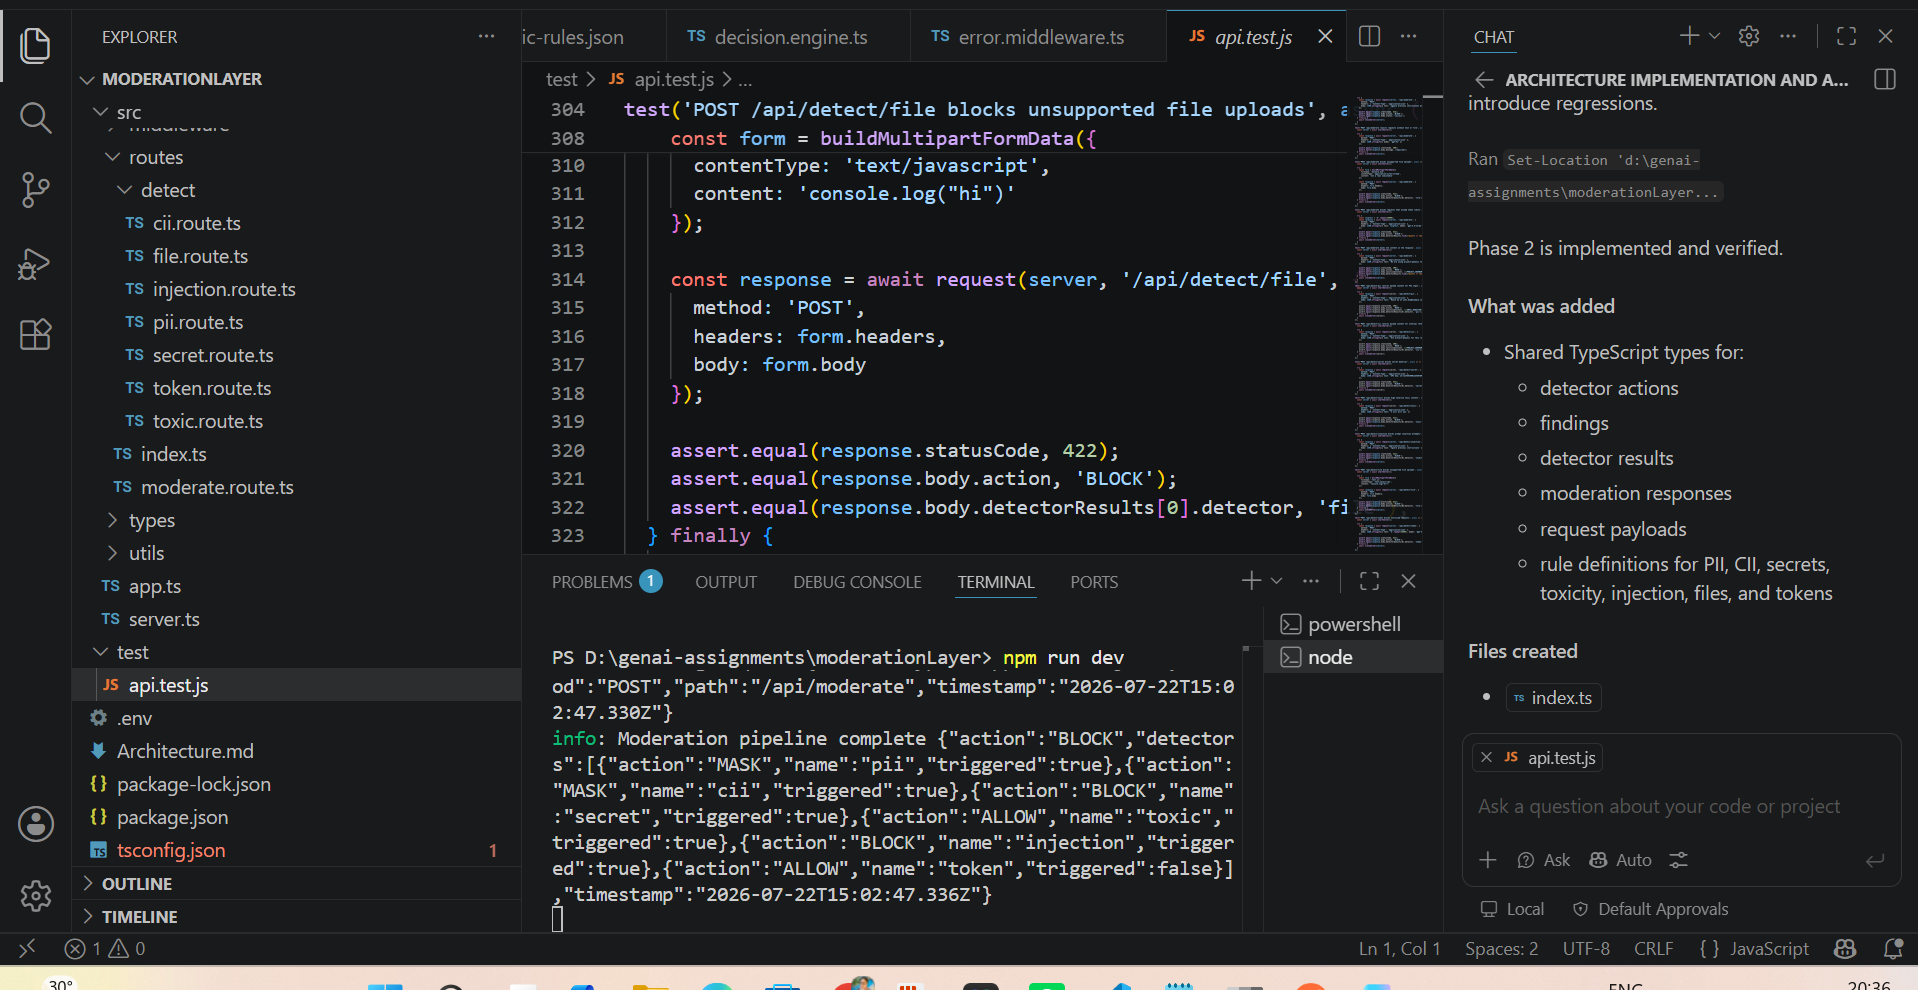 EXPLORER
MODERATIONLAYER
src
middleware
routes
detect
TS cii.route.ts
TS file.route.ts
TS injection.route.ts
TS pii.route.ts
TS secret.route.ts
TS token.route.ts
TS toxic.route.ts
TS index.ts
TS moderate.route.ts
types
utils
TS app.ts
TS server.ts
test
JS api.test.js
.env
Architecture.md
{} package-lock.json
{} package.json
TS tsconfig.json 1
OUTLINE
TIMELINE
ic-rules.json
TS decision.engine.ts
TS error.middleware.ts
JS api.test.js
test > JS api.test.js > ...
304 test('POST /api/detect/file blocks unsupported file uploads', a
308 const form = buildMultipartFormData({
310 contentType: 'text/javascript',
311 content: 'console.log("hi")'
312 });
313
314 const response = await request(server, '/api/detect/file',
315 method: 'POST',
316 headers: form.headers,
317 body: form.body
318 });
319
320 assert.equal(response.statusCode, 422);
321 assert.equal(response.body.action, 'BLOCK');
322 assert.equal(response.body.detectorResults[0].detector, 'fi
323 } finally {
PROBLEMS 1 OUTPUT DEBUG CONSOLE TERMINAL PORTS
PS D:\genai-assignments\moderationLayer> npm run dev
od":"POST","path":"/api/moderate","timestamp":"2026-07-22T15:0
2:47.330Z"}
info: Moderation pipeline complete {"action":"BLOCK","detector
s":[{"action":"MASK","name":"pii","triggered":true},{"action":
"MASK","name":"cii","triggered":true},{"action":"BLOCK","name"
:"secret","triggered":true},{"action":"ALLOW","name":"toxic","
triggered":true},{"action":"BLOCK","name":"injection","trigger
ed":true},{"action":"ALLOW","name":"token","triggered":false}]
,"timestamp":"2026-07-22T15:02:47.336Z"}
powershell
node
CHAT
ARCHITECTURE IMPLEMENTATION AND A...
introduce regressions.
Ran Set-Location 'd:\genai-
assignments\moderationLayer...
Phase 2 is implemented and verified.
What was added
Shared TypeScript types for:
detector actions
findings
detector results
moderation responses
request payloads
rule definitions for PII, CII, secrets,
toxicity, injection, files, and tokens
Files created
TS index.ts
JS api.test.js
Ask a question about your code or project
Ask Auto
Local Default Approvals
1 0
Ln 1, Col 1 Spaces: 2 UTF-8 CRLF {} JavaScript
30°
ENG
20:36